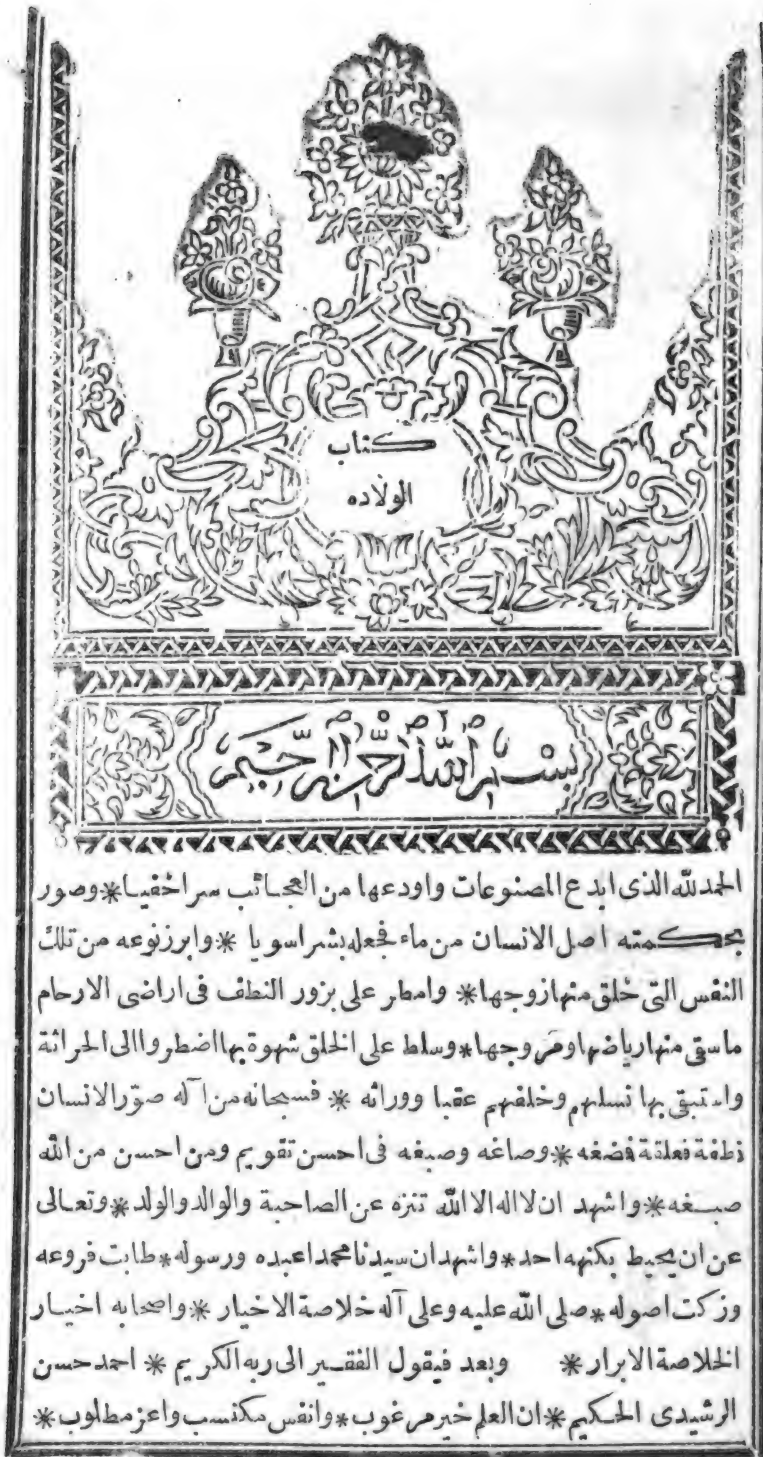 كتاب
الولاده
بسم الله الرحمن الرحيم
الحمد لله الذى ابدع المصنوعات واودعها من العجائب سرا خفيا * وصور
بحكمته اصل الانسان من ماء فجعله بشرا سويا * وابرز نوعه من تلك
النفس التى خلق منها زوجها * وامطر على بزور النطف فى اراضى الارحام
ما سقى منها رياضها ومروجها * وسلط على الخلق شهوة بها اضطروا الى الحراثة
واستبقى بها نسلهم وخلفهم عقبا ووراثه * فسبحانه من اله صوّر الانسان
نطفة فعلقة فمضغه * وصاغه وصبغه فى احسن تقويم ومن احسن من الله
صبغه * واشهد ان لا اله الا الله تنزه عن الصاحبة والوالد والولد * وتعالى
عن ان يحيط بكنهه احد * واشهد ان سيدنا محمدا عبده ورسوله * طابت فروعه
وزكت اصوله * صلى الله عليه وعلى آله خلاصة الاخيار * واصحابه اخيار
الخلاصة الابرار * وبعد فيقول الفقير الى ربه الكريم * احمد حسن
الرشيدى الحكيم * ان العلم خير مرغوب * وانفس مكتسب واعز مطلوب *